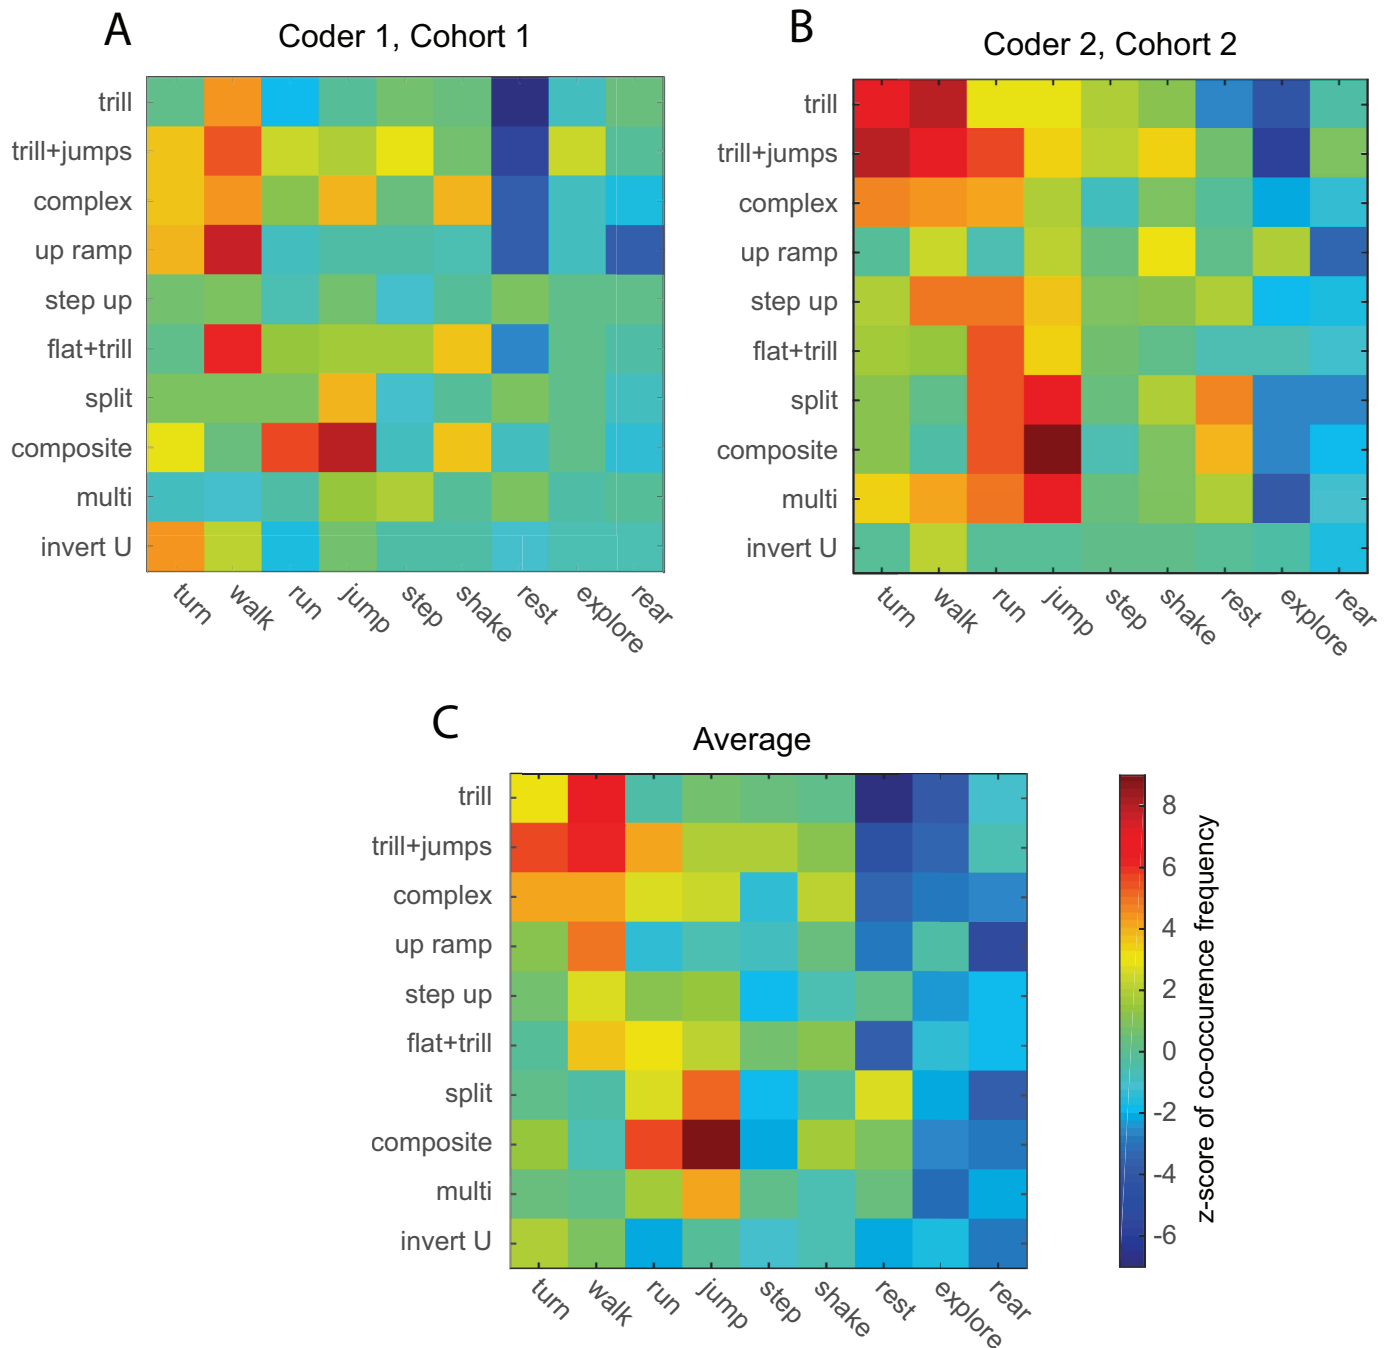 A
Coder 1, Cohort 1
trill
trill+jumps
complex
up ramp
step up
flat+trill
split
composite
multi
invert U
turn
walk
run
jump
step
shake
rest
explore
rear
B
Coder 2, Cohort 2
trill
trill+jumps
complex
up ramp
step up
flat+trill
split
composite
multi
invert U
turn
walk
run
jump
step
shake
rest
explore
rear
C
Average
trill
trill+jumps
complex
up ramp
step up
flat+trill
split
composite
multi
invert U
turn
walk
run
jump
step
shake
rest
explore
rear
8
6
4
2
0
-2
-4
-6
z-score of co-occurence frequency